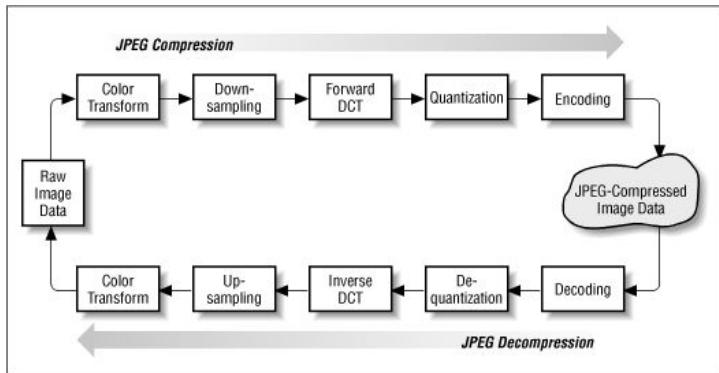 JPEG Compression
Color
Transform
Down-
sampling
Forward
DCT
Quantization
Encoding
Raw
Image
Data
JPEG-Compressed
Image Data
Color
Transform
Up-
sampling
Inverse
DCT
De-
quantization
Decoding
JPEG Decompression